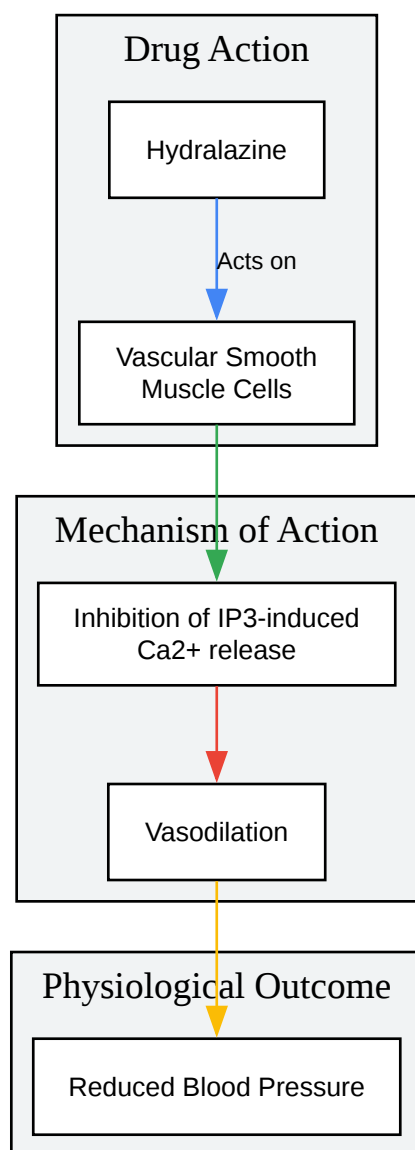 Drug Action
Hydralazine
Acts on
Vascular Smooth
Muscle Cells
Mechanism of Action
Inhibition of IP3-induced
Ca2+ release
Vasodilation
Physiological Outcome
Reduced Blood Pressure